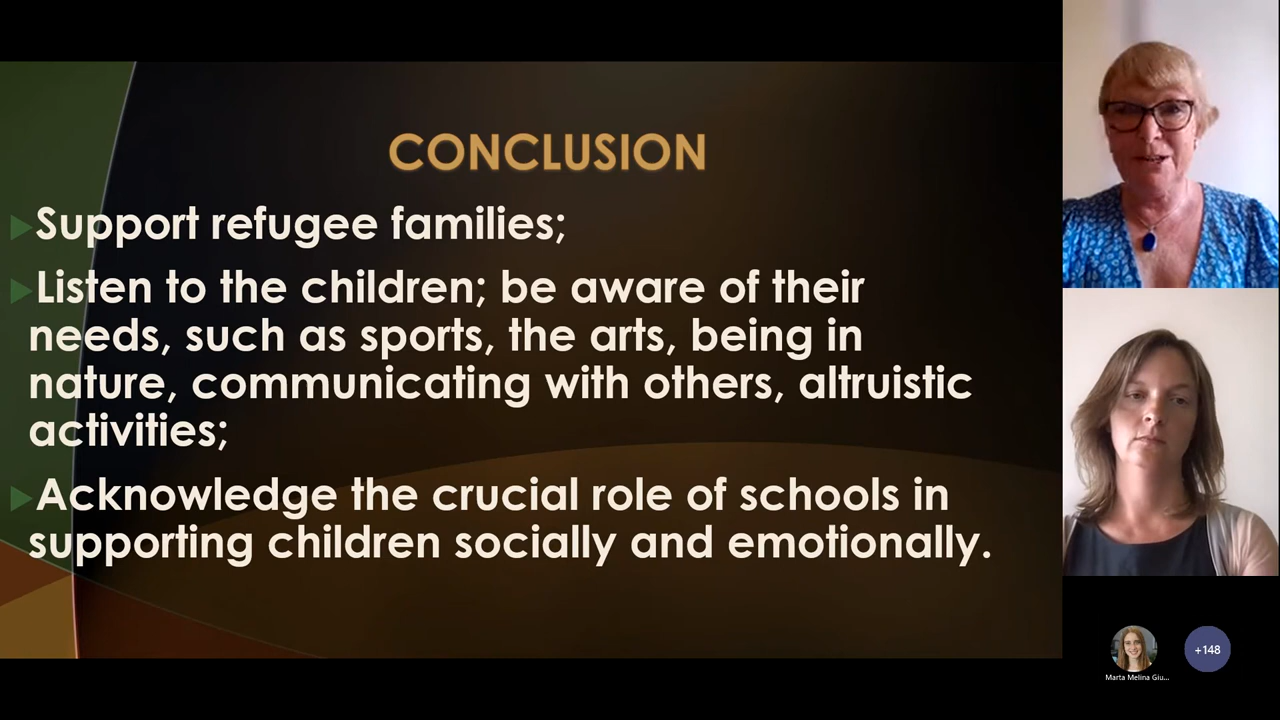 CONCLUSION
Support refugee families;
Listen to the children; be aware of their
needs, such as sports, the arts, being in
nature, communicating with others, altruistic
activities;
Acknowledge the crucial role of schools in
supporting children socially and emotionally.
+148
Marta Melina Giu...